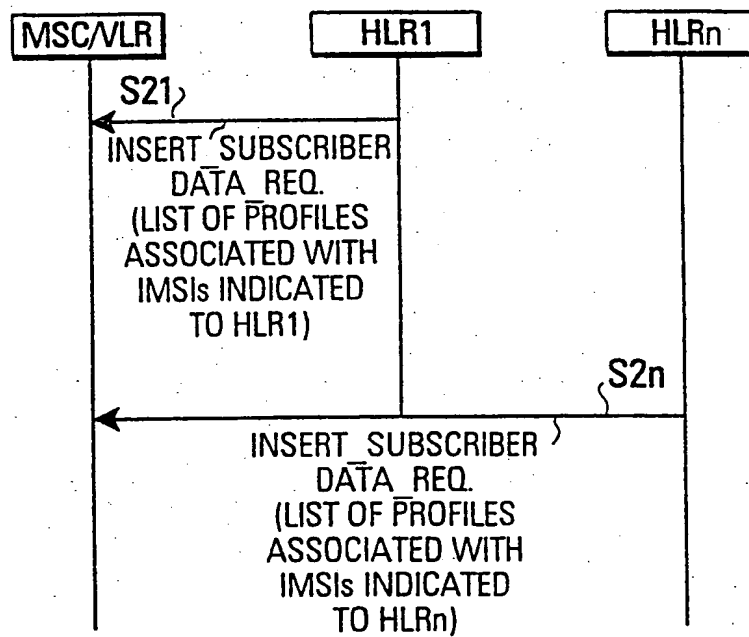 MSC/VLR
HLR1
HLRn
S21
INSERT_SUBSCRIBER
DATA_REQ.
(LIST OF PROFILES
ASSOCIATED WITH
IMSIs INDICATED
TO HLR1)
S2n
INSERT_SUBSCRIBER
DATA_REQ.
(LIST OF PROFILES
ASSOCIATED WITH
IMSIs INDICATED
TO HLRn)